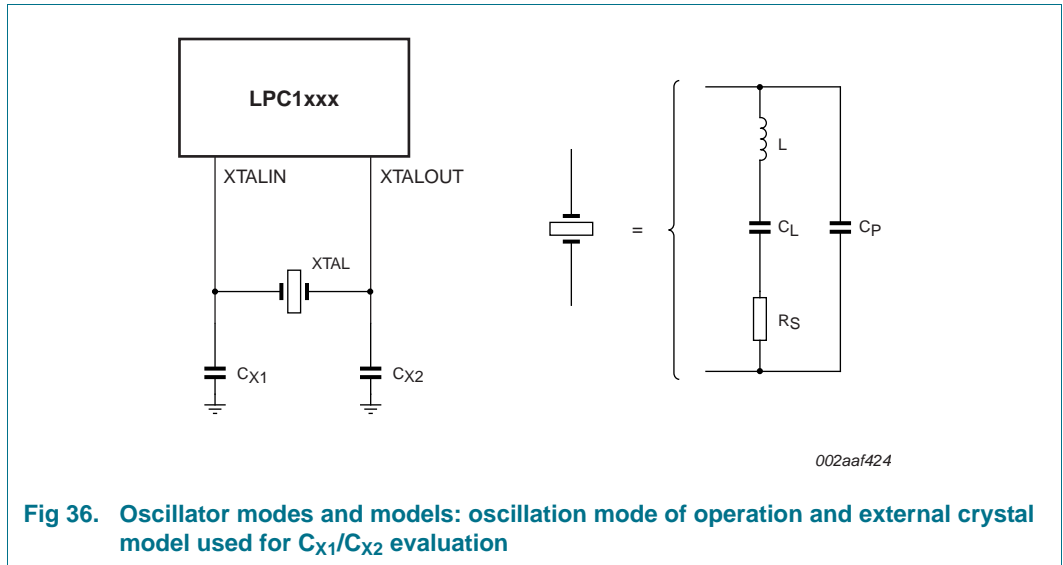 LPC1xxx
XTALIN
XTALOUT
XTAL
CX1
CX2
=
L
CL
CP
RS
002aaf424
Fig 36. Oscillator modes and models: oscillation mode of operation and external crystal
model used for CX1/CX2 evaluation